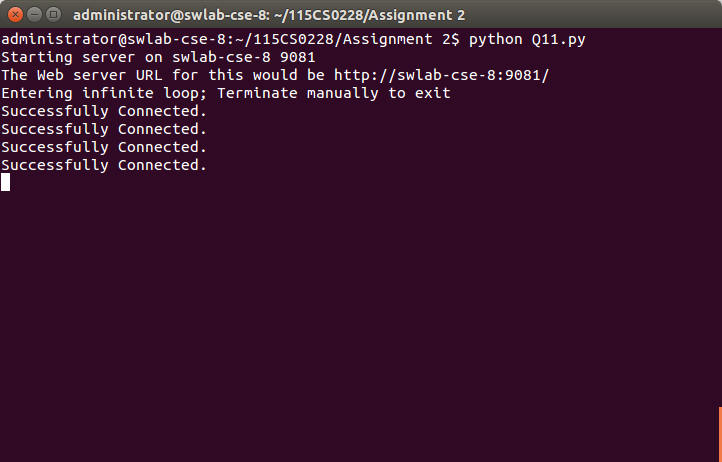 administrator@swlab-cse-8: ~/115CS0228/Assignment 2
administrator@swlab-cse-8:~/115CS0228/Assignment 2$ python Q11.py
Starting server on swlab-cse-8 9081
The Web server URL for this would be http://swlab-cse-8:9081/
Entering infinite loop; Terminate manually to exit
Successfully Connected.
Successfully Connected.
Successfully Connected.
Successfully Connected.